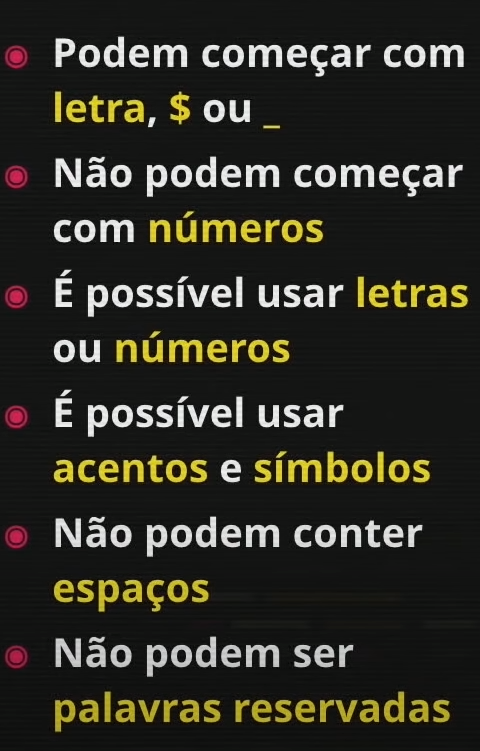 Podem começar com
letra, $ ou _
Não podem começar
com números
É possível usar letras
ou números
É possível usar
acentos e símbolos
Não podem conter
espaços
Não podem ser
palavras reservadas